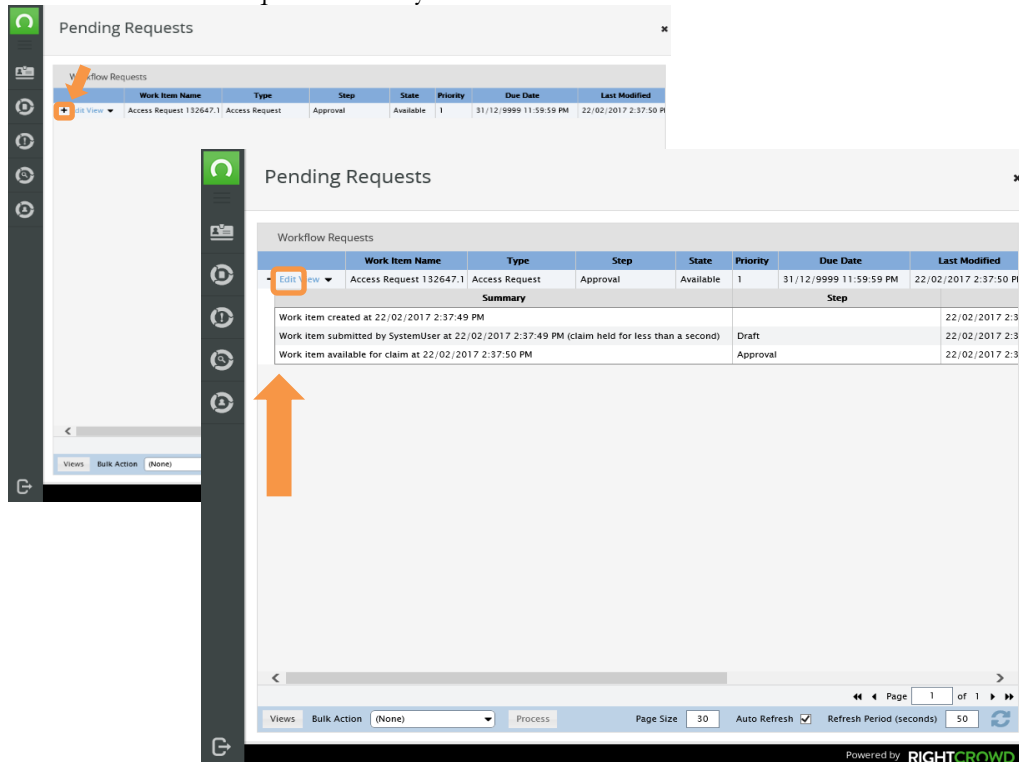 Pending Requests
Workflow Requests
Work Item Name Type Step State Priority Due Date Last Modified
Edit View Access Request 132647.1 Access Request Approval Available 1 31/12/9999 11:59:59 PM 22/02/2017 2:37:50 P
Views Bulk Action (None)
Pending Requests
Workflow Requests
Work Item Name Type Step State Priority Due Date Last Modified
Edit View Access Request 132647.1 Access Request Approval Available 1 31/12/9999 11:59:59 PM 22/02/2017 2:37:50 P
Summary Step
Work item created at 22/02/2017 2:37:49 PM 22/02/2017 2:3
Work item submitted by SystemUser at 22/02/2017 2:37:49 PM (claim held for less than a second) Draft 22/02/2017 2:3
Work item available for claim at 22/02/2017 2:37:50 PM Approval 22/02/2017 2:3
Page 1 of 1
Views Bulk Action (None) Process Page Size 30 Auto Refresh Refresh Period (seconds) 50
Powered by RIGHTCROWD